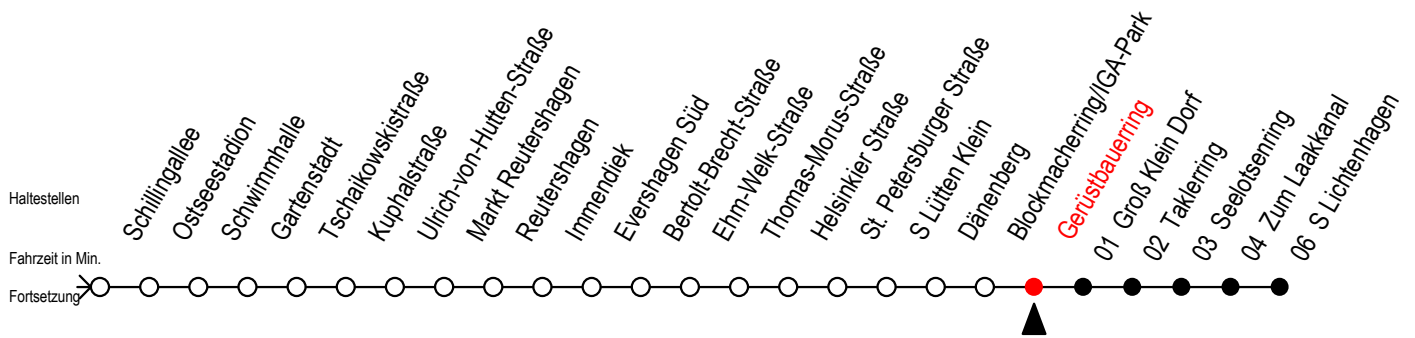 Haltestellen
Schillingallee
Ostseestadion
Schwimmhalle
Gartenstadt
Tschaikowskistraße
Kuphalstraße
Ulrich-von-Hutten-Straße
Markt Reutershagen
Reutershagen
Immendiek
Evershagen Süd
Bertolt-Brecht-Straße
Ehm-Welk-Straße
Thomas-Morus-Straße
Helsinkier Straße
St. Petersburger Straße
S Lütten Klein
Dänenberg
Blockmacherring/IGA-Park
Gerüstbauerring
01 Groß Klein Dorf
02 Taklerring
03 Seelotsenring
04 Zum Laakkanal
06 S Lichtenhagen
Fahrzeit in Min.
Fortsetzung